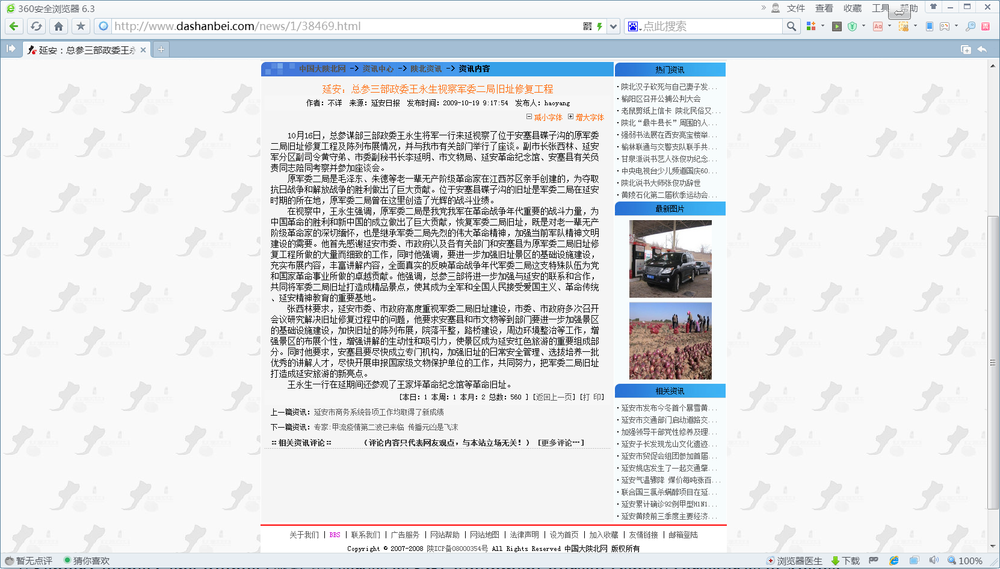 360安全浏览器 6.3
文件 查看 收藏 工具 帮助
http://www.dashanbei.com/news/1/38469.html
点此搜索
延安：总参三部政委王永
中国大陕北网 -> 资讯中心 -> 陕北资讯 -> 资讯内容
延安：总参三部政委王永生视察军委二局旧址修复工程
作者：不详 来源：延安日报 发布时间：2009-10-19 9:17:54 发布人：haoyang
减小字体 增大字体
10月16日，总参谋部三部政委王永生将军一行来延视察了位于安塞县碟子沟的原军委
二局旧址修复工程及陈列布展情况，并与我市有关部门举行了座谈。副市长张西林、延安
军分区副司令黄守弟、市委副秘书长李延明、市文物局、延安革命纪念馆、安塞县有关负
责同志陪同考察并参加座谈会。
原军委二局是毛泽东、朱德等老一辈无产阶级革命家在江西苏区亲手创建的，为夺取
抗日战争和解放战争的胜利做出了巨大贡献。位于安塞县碟子沟的旧址是军委二局在延安
时期的所在地，原军委二局曾在这里创造了光辉的战斗业绩。
在视察中，王永生强调，原军委二局是我党我军在革命战争年代重要的战斗力量，为
中国革命的胜利和新中国的成立做出了巨大贡献，恢复军委二局旧址，既是对老一辈无产
阶级革命家的深切缅怀，也是继承军委二局先烈的伟大革命精神，加强当前军队精神文明
建设的需要。他首先感谢延安市委、市政府以及各有关部门和安塞县为原军委二局旧址修
复工程所做的大量而细致的工作，同时他强调，要进一步加强旧址景区的基础设施建设，
充实布展内容，丰富讲解内容，全面真实的反映革命战争年代军委二局这支特殊队伍为党
和国家革命事业所做的卓越贡献。他强调，总参三部将进一步加强与延安的联系和合作，
共同将军委二局旧址打造成精品景点，使其成为全军和全国人民接受爱国主义、革命传统
、延安精神教育的重要基地。
张西林要求，延安市委、市政府高度重视军委二局旧址建设，市委、市政府多次召开
会议研究解决旧址修复过程中的问题，他要求安塞县和市文物等到部门要进一步加强景区
的基础设施建设，加快旧址的陈列布展，院落平整，路桥建设，周边环境整治等工作，增
强景区的布展个性，增强讲解的生动性和吸引力，使景区成为延安红色旅游的重要组成部
分。同时他要求，安塞县要尽快成立专门机构，加强旧址的日常安全管理、选拔培养一批
优秀的讲解人才，尽快开展申报国家级文物保护单位的工作，共同努力，把军委二局旧址
打造成延安旅游的新亮点。
王永生一行在延期间还参观了王家坪革命纪念馆等革命旧址。
[本日：1 本周：1 本月：2 总数：560 ] [返回上一页] [打 印]
上一篇资讯：延安市商务系统各项工作均取得了新成绩
下一篇资讯：专家:甲流疫情第二波已来临 传播元凶是飞沫
::相关资讯评论:: （评论内容只代表网友观点，与本站立场无关！） [更多评论…]
热门资讯
·陕北汉子砍死与自己妻子发...
·榆阳区召开公捕公判大会
·老鼠剪纸上信卡 陕北民俗又...
·陕北“最牛县长”周围的人...
·强弱书法展在西安亮宝楼举...
·榆林联通与交警支队联手共...
·甘泉派说书艺人张俊功纪念...
·中央电视台少儿频道国庆60...
·陕北说书大师张俊功辞世
·黄陵石化第二届秋季运动会...
最新图片
相关资讯
·延安市发布今冬首个暴雪黄...
·延安市交通部门启动道路交...
·加强领导干部党性修养及理...
·延安子长发现龙山文化遗迹...
·延安市贸促会组团参加首届...
·延安姚店发生了一起交通肇...
·延安气温骤降 煤价每吨涨百...
·联合国三氯杀螨醇项目在延...
·延安累计确诊92例甲型H1N1...
·延安黄陵前三季度主要经济...
关于我们 | BBS | 联系我们 | 广告服务 | 网站帮助 | 网站地图 | 法律声明 | 设为首页 | 加入收藏 | 友情链接 | 邮箱登陆
Copyright © 2007-2008 陕ICP备08000354号 All Rights Reserved 中国大陕北网 版权所有
暂无点评 猜你喜欢 浏览器医生 下载 100%